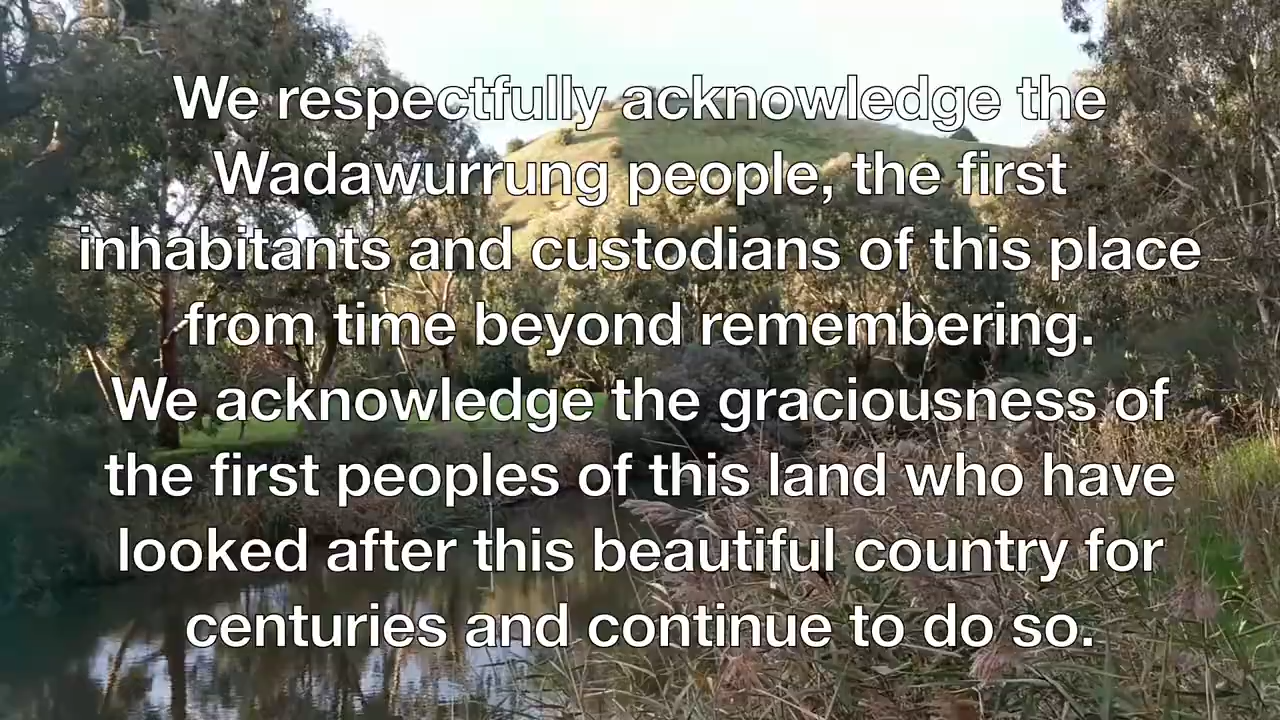 We respectfully acknowledge the
Wadawurrung people, the first
inhabitants and custodians of this place
from time beyond remembering.
We acknowledge the graciousness of
the first peoples of this land who have
looked after this beautiful country for
centuries and continue to do so.